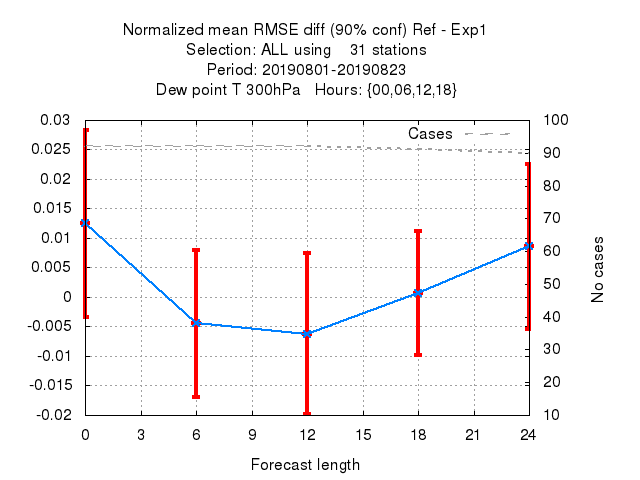 Normalized mean RMSE diff (90% conf) Ref - Exp1
Selection: ALL using    31 stations
Period: 20190801-20190823
Dew point T 300hPa   Hours: {00,06,12,18}
Cases
0.03
0.025
0.02
0.015
0.01
0.005
0
-0.005
-0.01
-0.015
-0.02
100
90
80
70
60
50
40
30
20
10
No cases
0 3 6 9 12 15 18 21 24
Forecast length